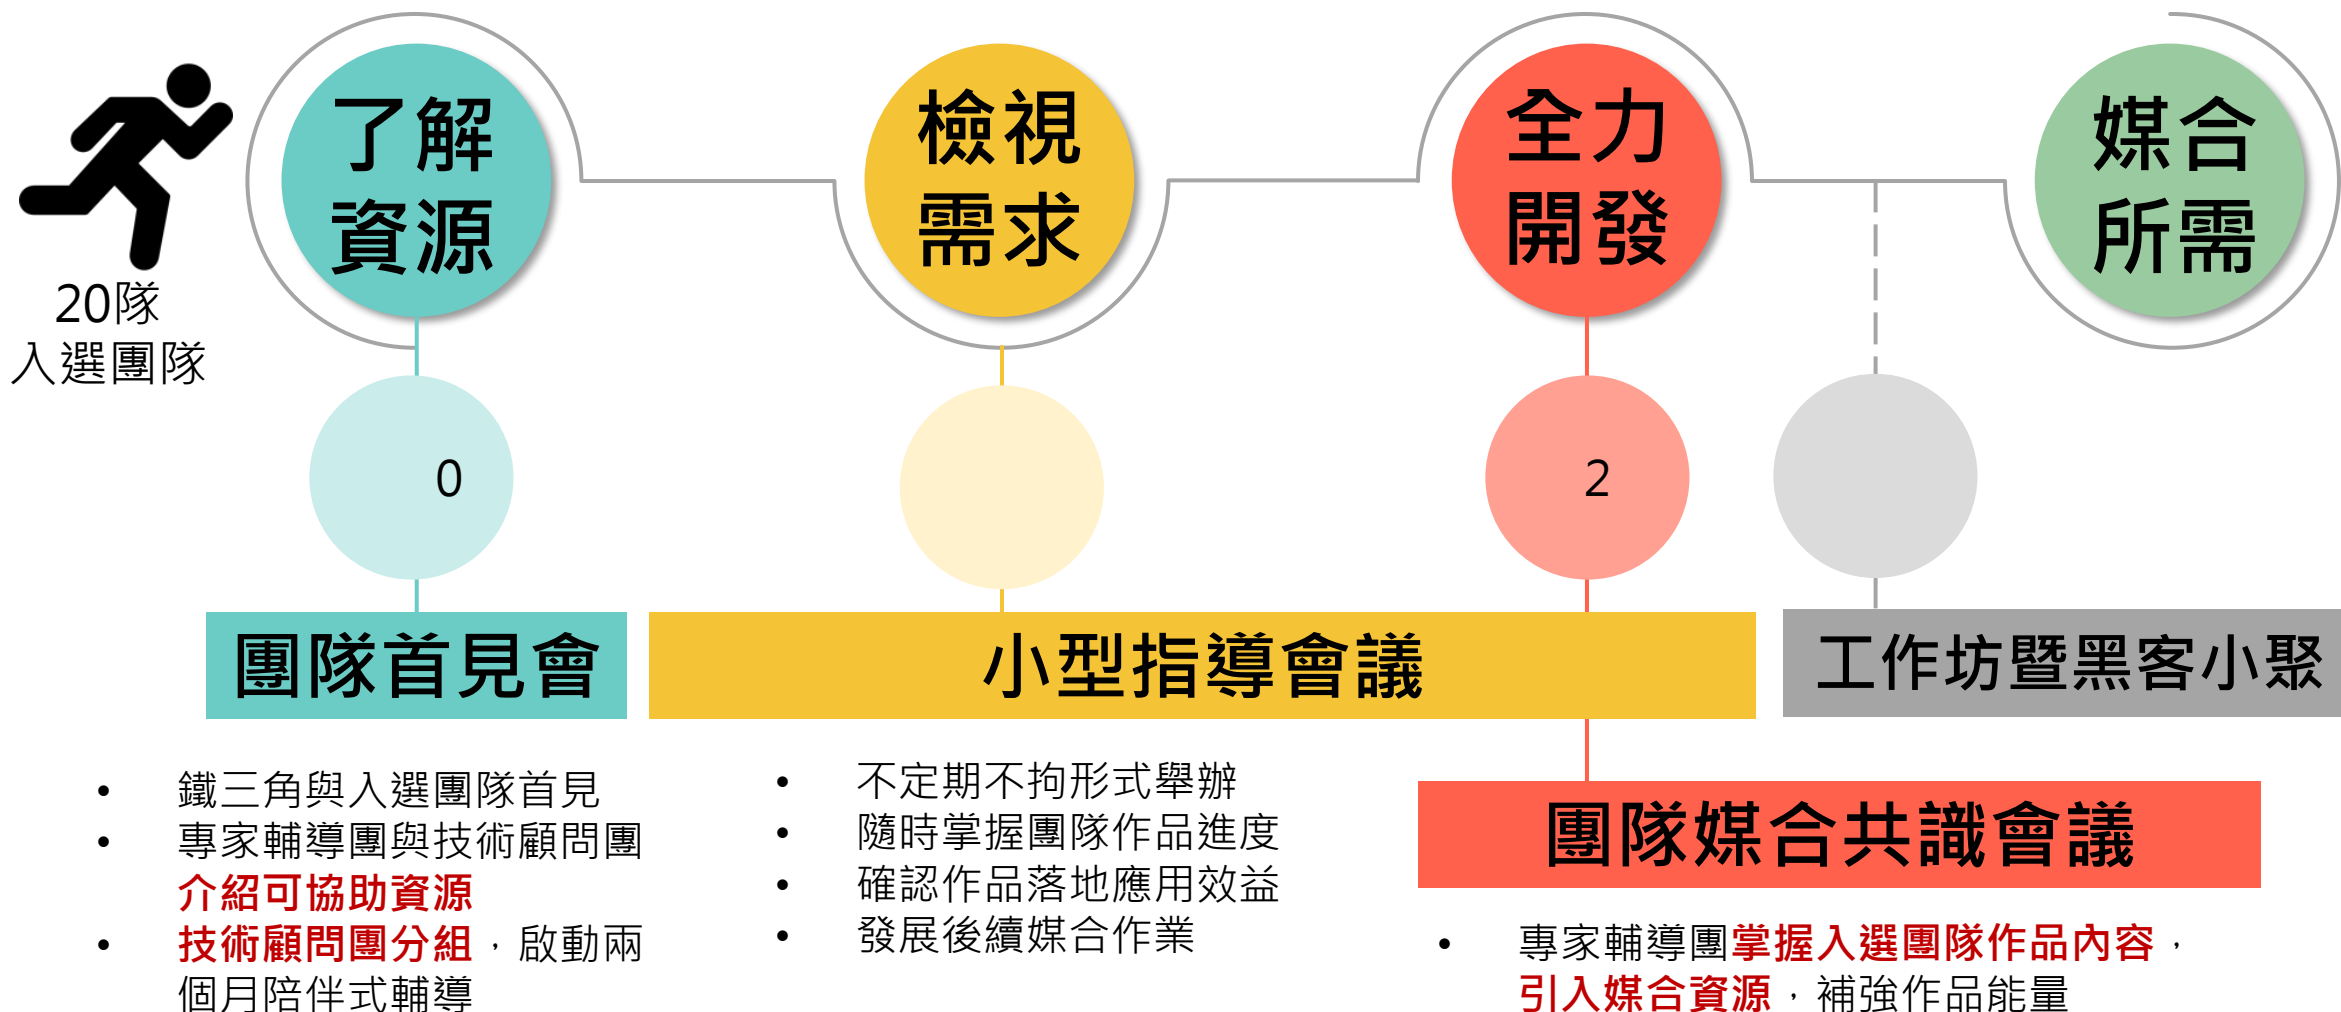 20隊
入選團隊
了解
資源
檢視
需求
全力
開發
媒合
所需
0
2
團隊首見會
小型指導會議
工作坊暨黑客小聚
• 鐵三角與入選團隊首見
• 專家輔導團與技術顧問團
介紹可協助資源
• 技術顧問團分組，啟動兩
個月陪伴式輔導
• 不定期不拘形式舉辦
• 隨時掌握團隊作品進度
• 確認作品落地應用效益
• 發展後續媒合作業
團隊媒合共識會議
• 專家輔導團掌握入選團隊作品內容，
引入媒合資源，補強作品能量